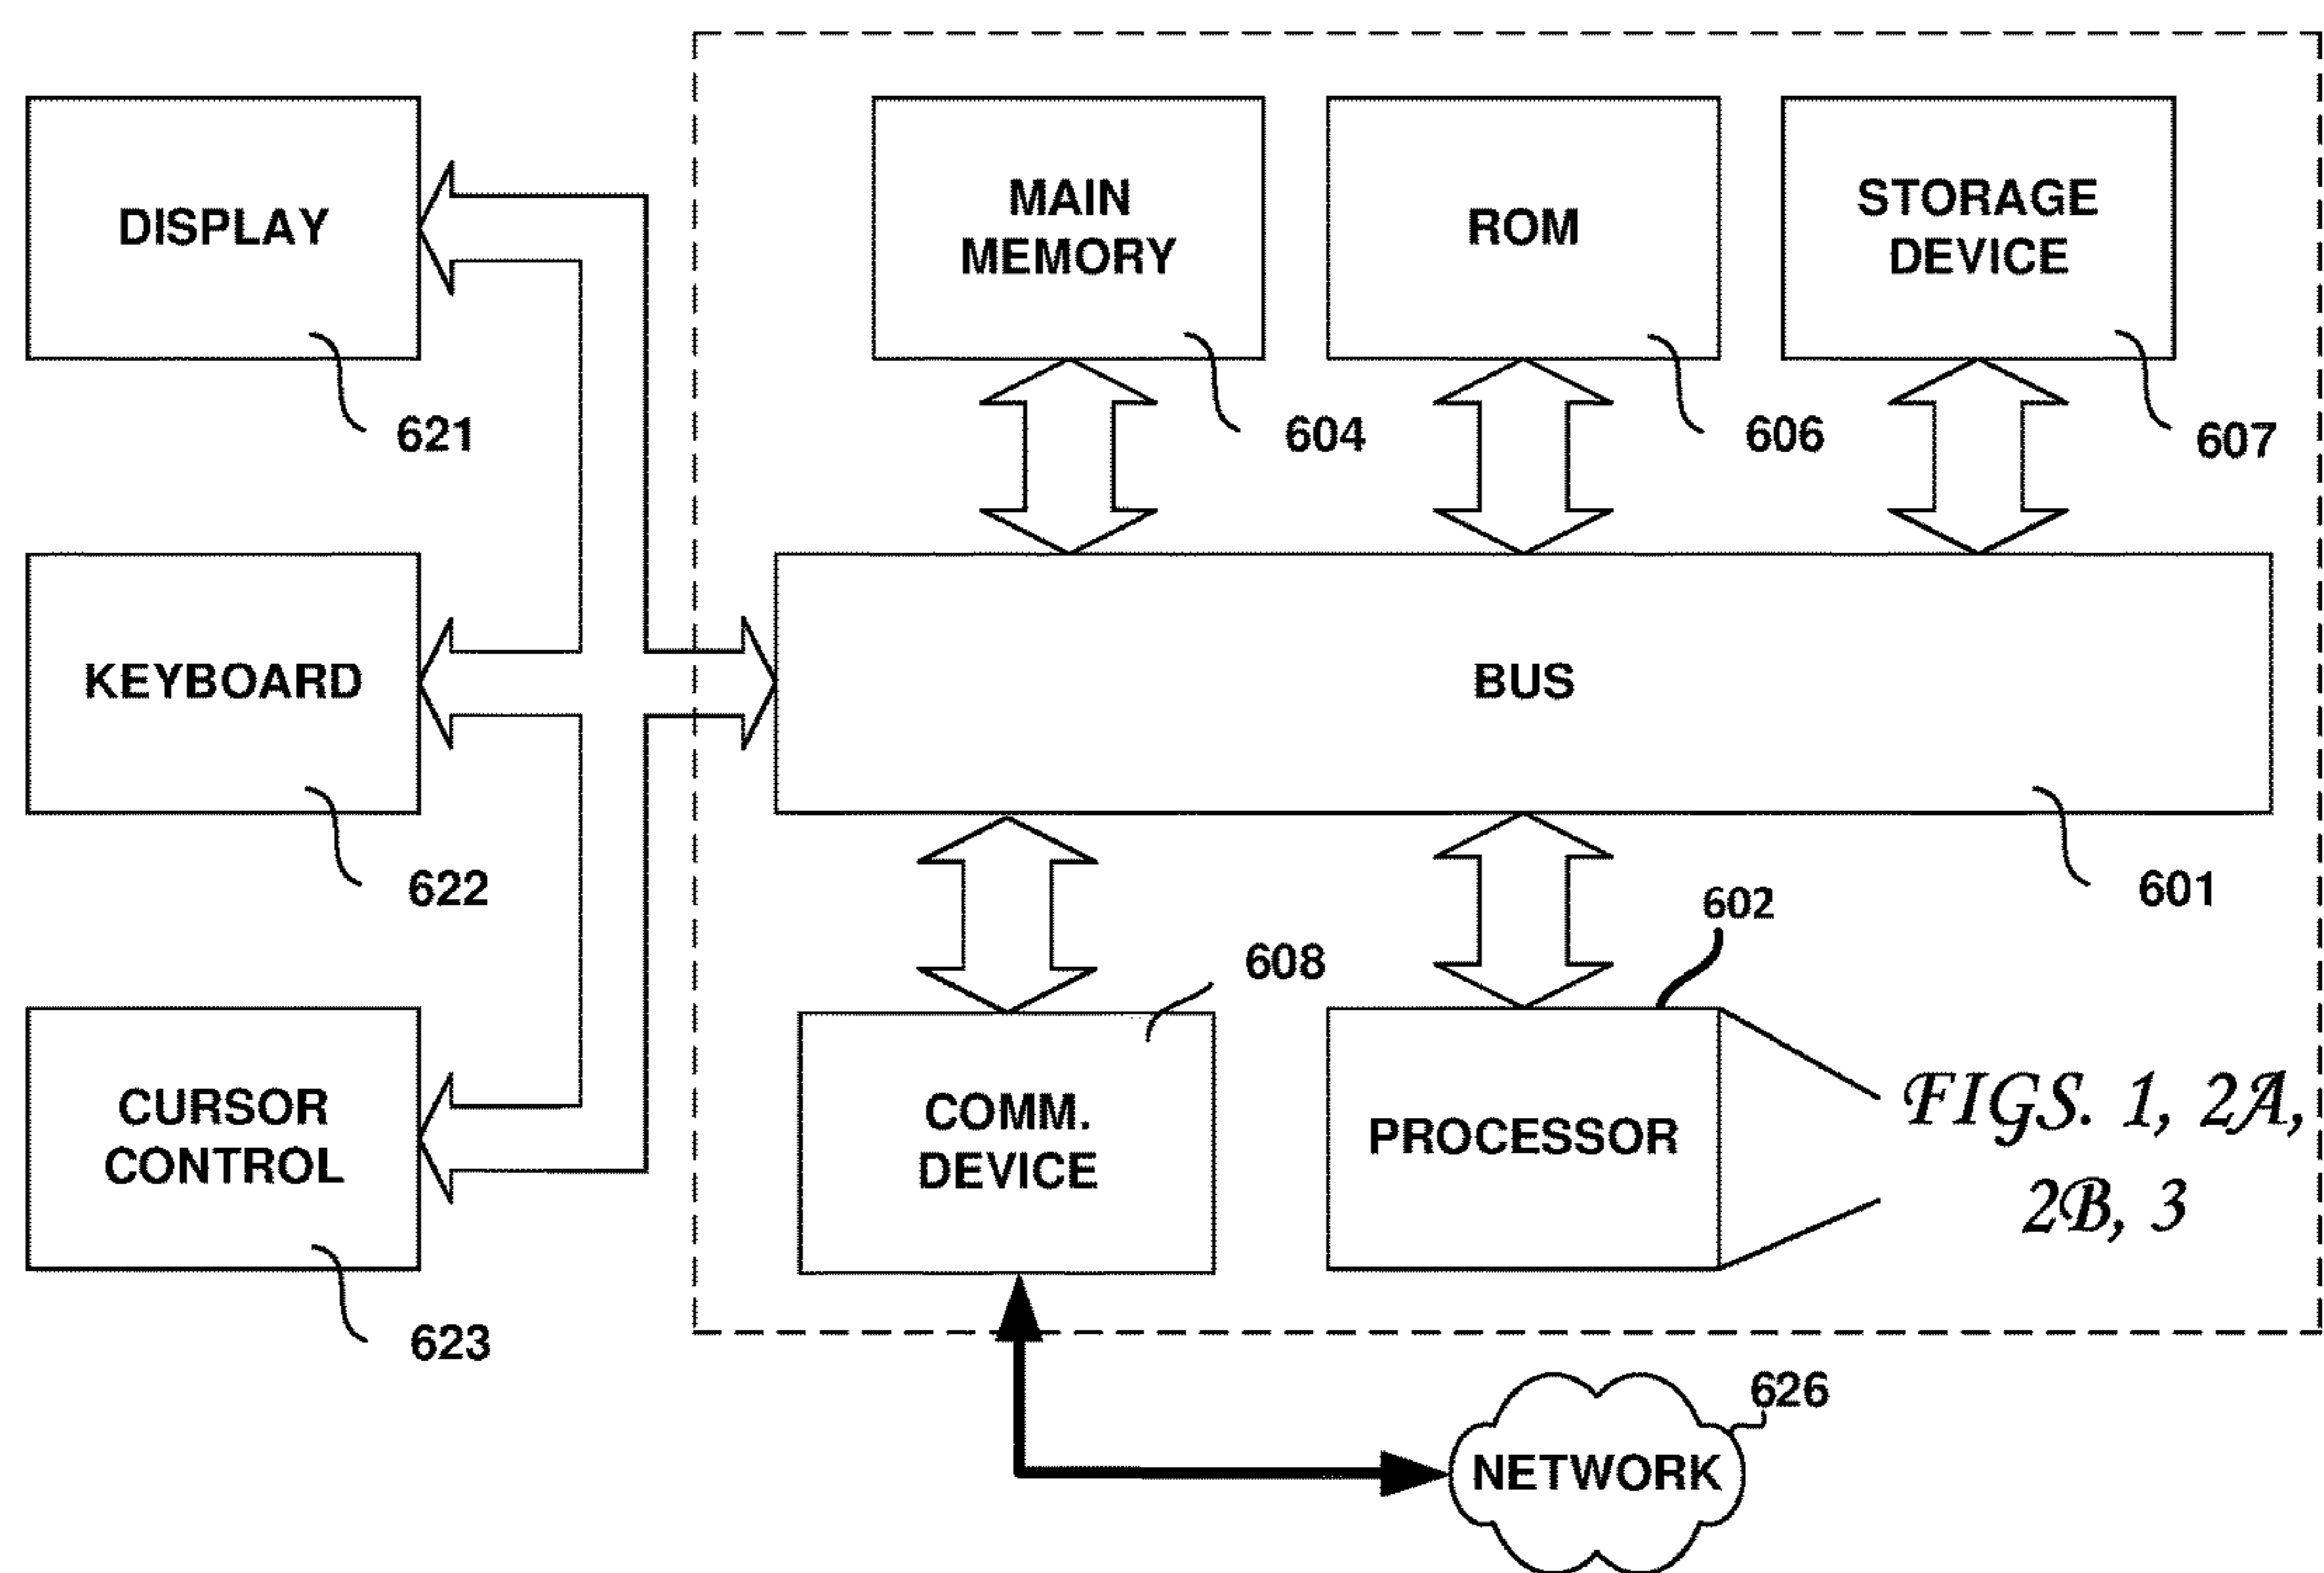 DISPLAY
621
MAIN
MEMORY
604
ROM
606
STORAGE
DEVICE
607
KEYBOARD
622
BUS
601
CURSOR
CONTROL
623
COMM.
DEVICE
608
PROCESSOR
602
FIGS. 1, 2A,
2B, 3
NETWORK
626